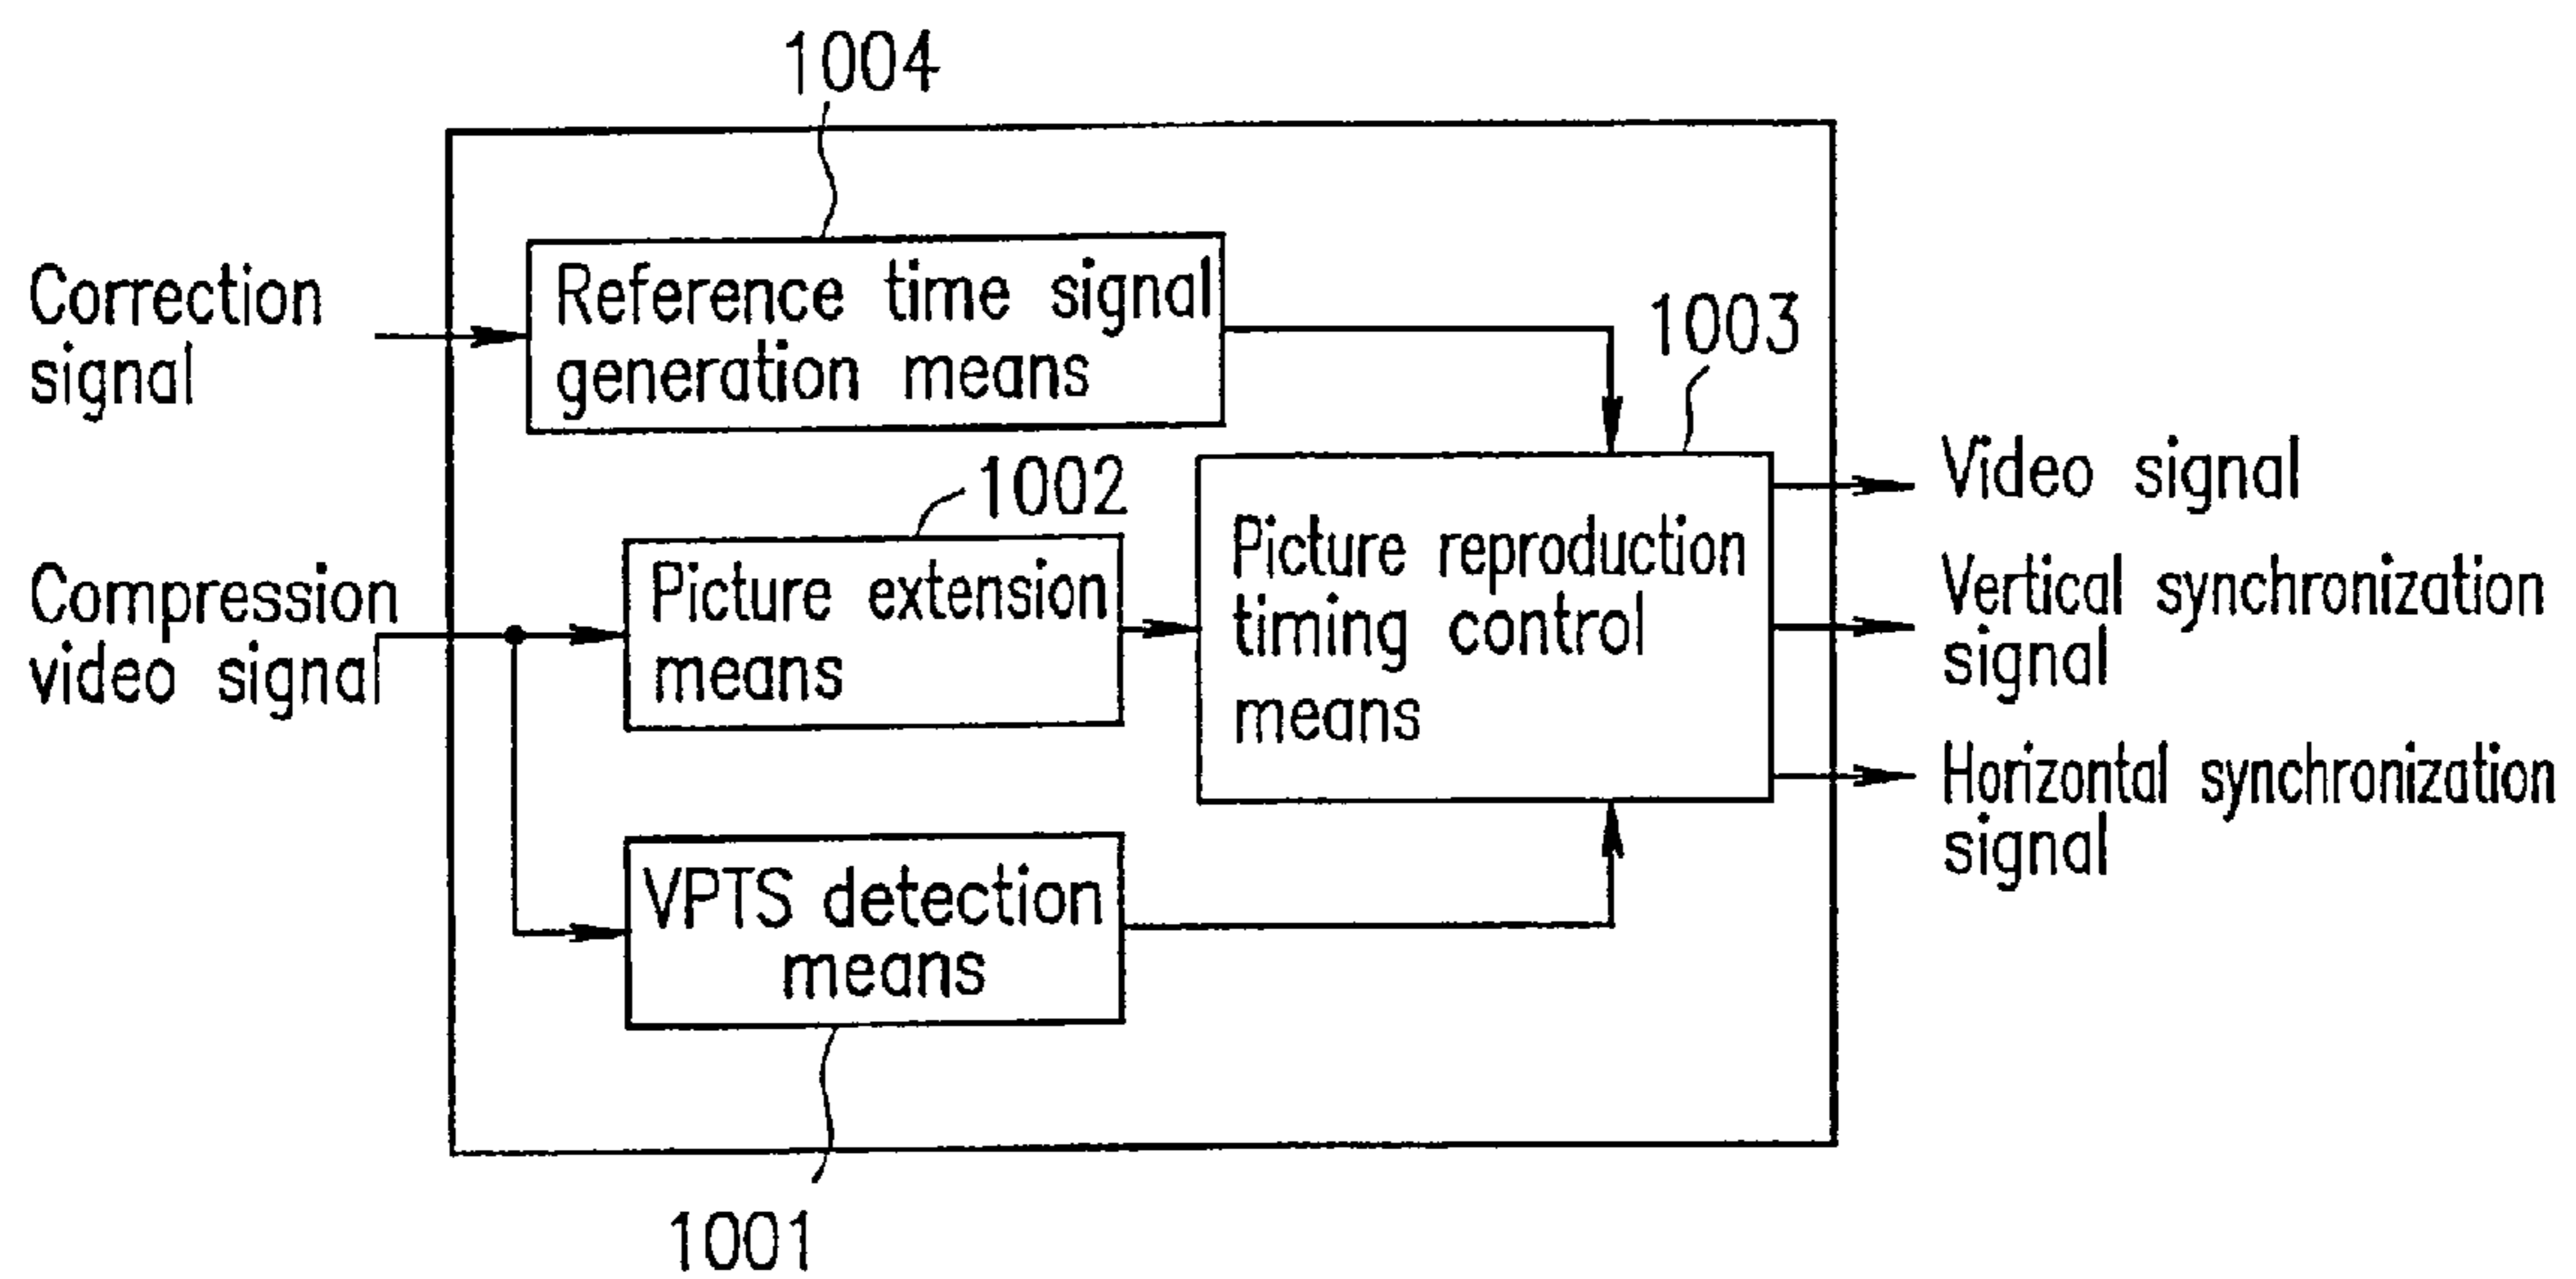 1004
Correction
signal
Reference time signal
generation means
1003
1002
Compression
video signal
Picture extension
means
Picture reproduction
timing control
means
Video signal
Vertical synchronization
signal
Horizontal synchronization
signal
VPTS detection
means
1001